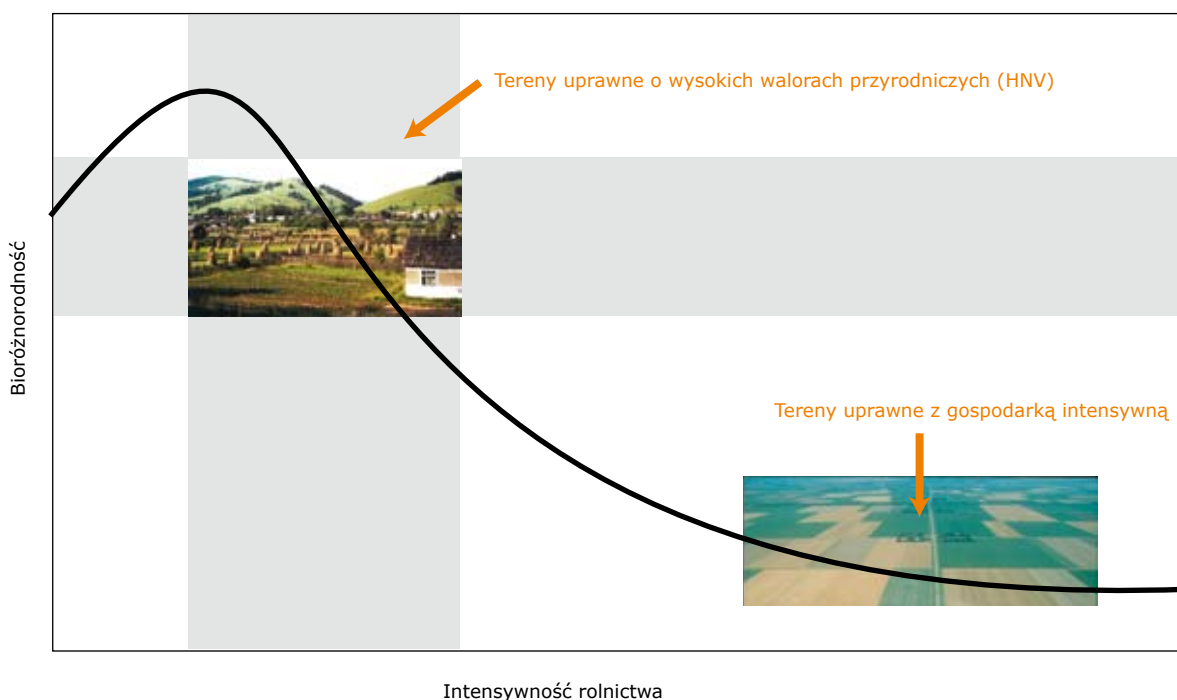 Tereny uprawne o wysokich walorach przyrodniczych (HNV)
Bioróżnorodność
Tereny uprawne z gospodarką intensywną
Intensywność rolnictwa